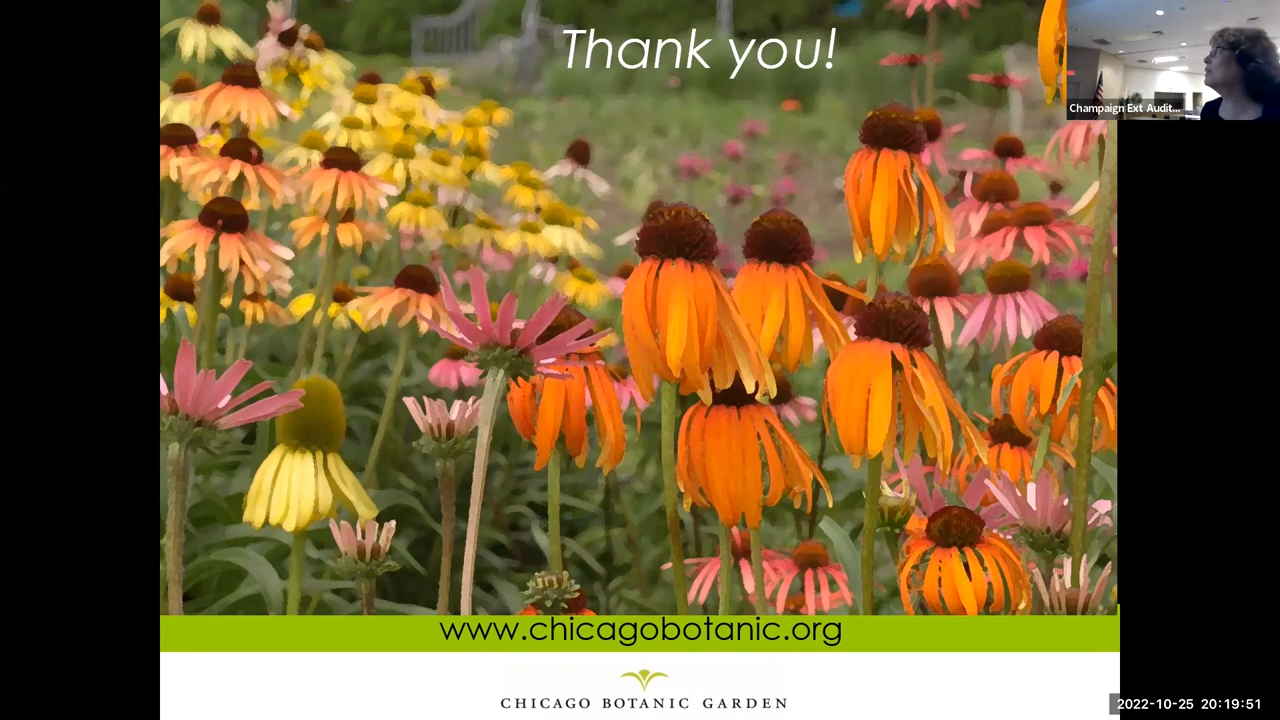 Thank you!
Champaign Ext Audit...
www.chicagobotanic.org
CHICAGO BOTANIC GARDEN
2022-10-25 20:19:51